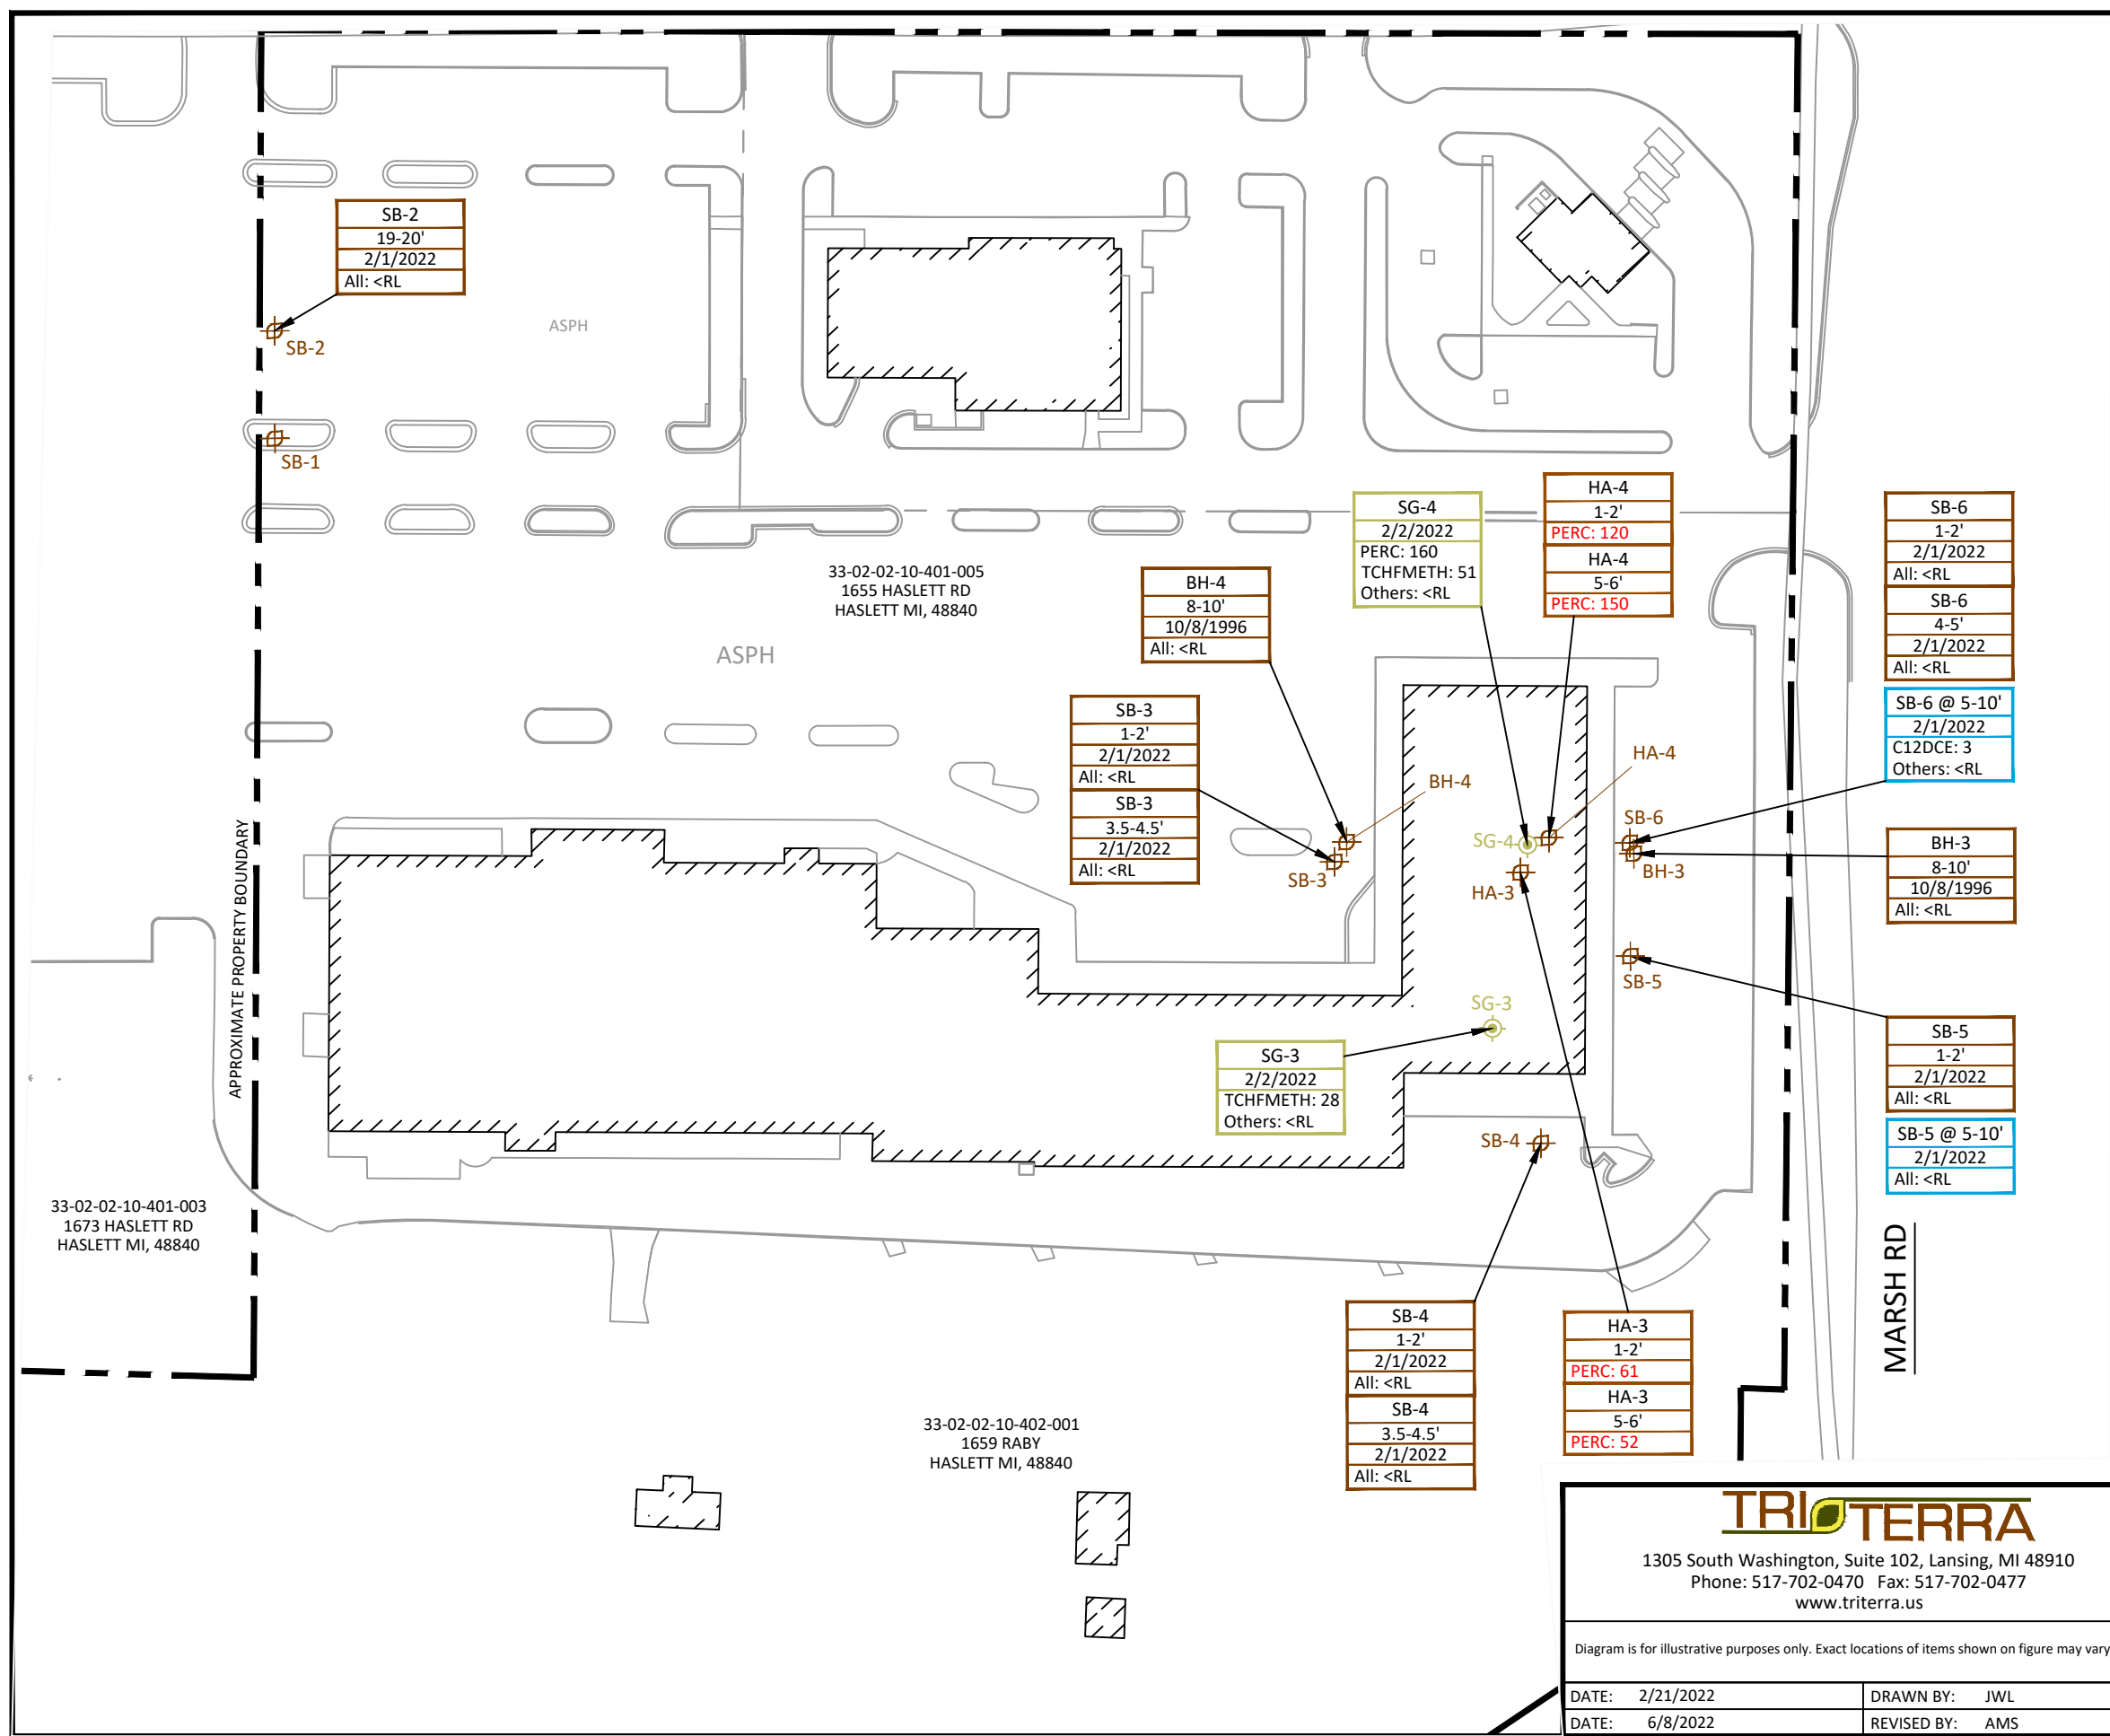 SB-2
19-20'
2/1/2022
All: <RL
SB-2
ASPH
SB-1
33-02-02-10-401-005
1655 HASLETT RD
HASLETT MI, 48840
ASPH
SG-4
2/2/2022
PERC: 160
TCHFMETH: 51
Others: <RL
HA-4
1-2'
PERC: 120
HA-4
5-6'
PERC: 150
SB-6
1-2'
2/1/2022
All: <RL
SB-6
4-5'
2/1/2022
All: <RL
SB-6 @ 5-10'
2/1/2022
C12DCE: 3
Others: <RL
BH-4
8-10'
10/8/1996
All: <RL
SB-3
1-2'
2/1/2022
All: <RL
SB-3
3.5-4.5'
2/1/2022
All: <RL
BH-4
HA-4
SB-6
SG-4
SB-3
HA-3
BH-3
BH-3
8-10'
10/8/1996
All: <RL
APPROXIMATE PROPERTY BOUNDARY
SB-5
SG-3
SG-3
2/2/2022
TCHFMETH: 28
Others: <RL
SB-5
1-2'
2/1/2022
All: <RL
SB-5 @ 5-10'
2/1/2022
All: <RL
SB-4
33-02-02-10-401-003
1673 HASLETT RD
HASLETT MI, 48840
MARSH RD
SB-4
1-2'
2/1/2022
All: <RL
SB-4
3.5-4.5'
2/1/2022
All: <RL
HA-3
1-2'
PERC: 61
HA-3
5-6'
PERC: 52
33-02-02-10-402-001
1659 RABY
HASLETT MI, 48840
TRITERRA
1305 South Washington, Suite 102, Lansing, MI 48910
Phone: 517-702-0470 Fax: 517-702-0477
www.triterra.us
Diagram is for illustrative purposes only. Exact locations of items shown on figure may vary
DATE: 2/21/2022 DRAWN BY: JWL
DATE: 6/8/2022 REVISED BY: AMS